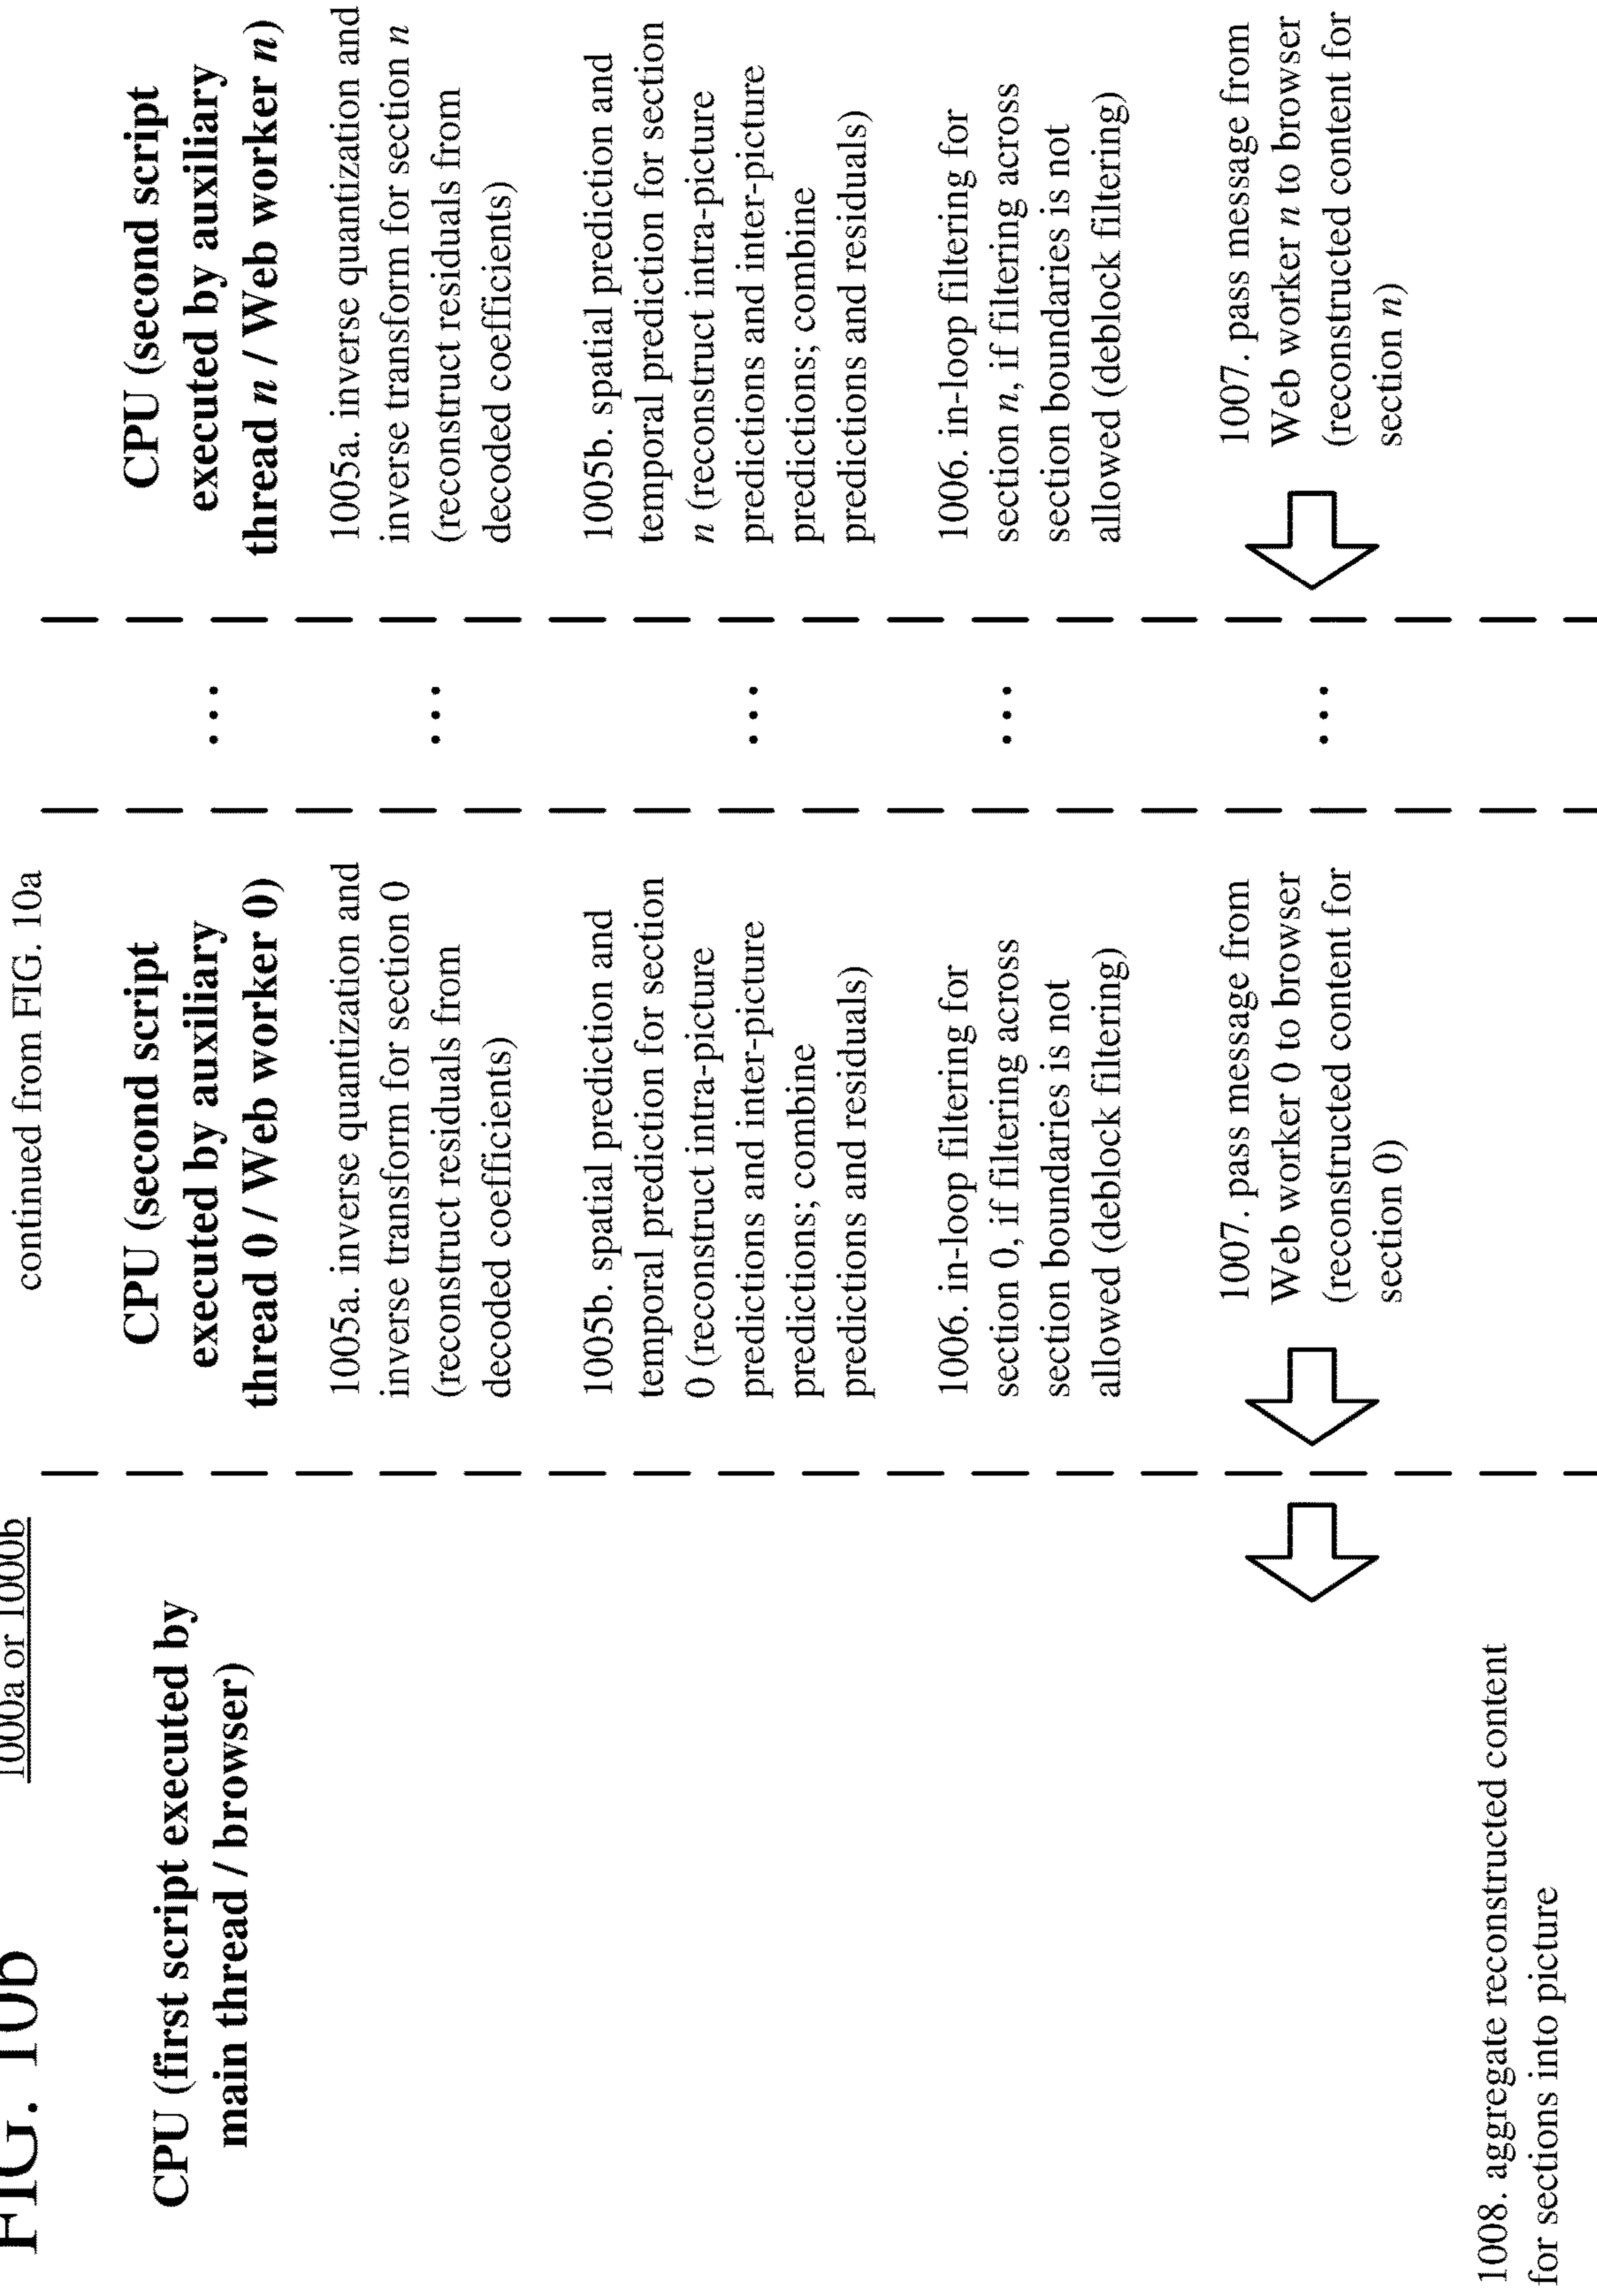 FIG. 10b
1000a or 1000b
continued from FIG. 10a
CPU (first script executed by
main thread / browser)
CPU (second script
executed by auxiliary
thread 0 / Web worker 0)
...
CPU (second script
executed by auxiliary
thread n / Web worker n)
1005a. inverse quantization and
inverse transform for section 0
(reconstruct residuals from
decoded coefficients)
...
1005a. inverse quantization and
inverse transform for section n
(reconstruct residuals from
decoded coefficients)
1005b. spatial prediction and
temporal prediction for section
0 (reconstruct intra-picture
predictions and inter-picture
predictions; combine
predictions and residuals)
...
1005b. spatial prediction and
temporal prediction for section
n (reconstruct intra-picture
predictions and inter-picture
predictions; combine
predictions and residuals)
1006. in-loop filtering for
section 0, if filtering across
section boundaries is not
allowed (deblock filtering)
...
1006. in-loop filtering for
section n, if filtering across
section boundaries is not
allowed (deblock filtering)
1007. pass message from
Web worker 0 to browser
(reconstructed content for
section 0)
...
1007. pass message from
Web worker n to browser
(reconstructed content for
section n)
1008. aggregate reconstructed content
for sections into picture